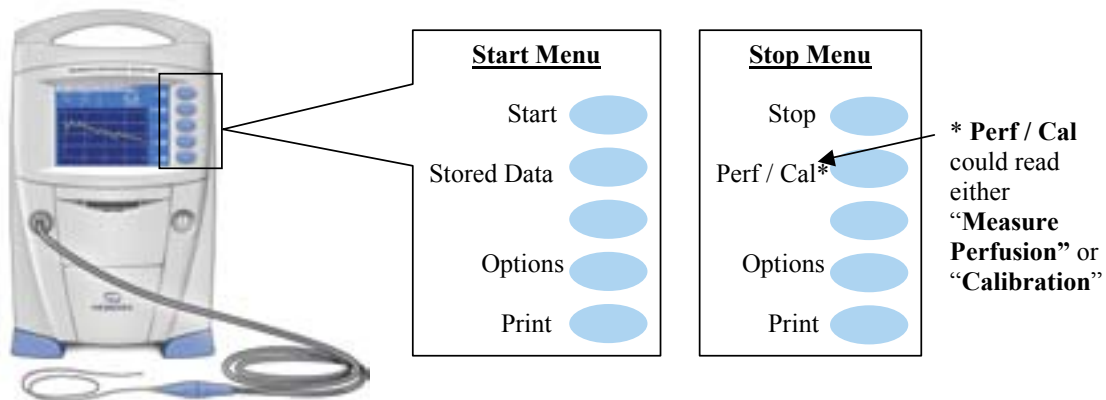 Start Menu
Start
Stored Data
Options
Print
Stop Menu
Stop
Perf / Cal*
Options
Print
* Perf / Cal
could read
either
“Measure
Perfusion” or
“Calibration”